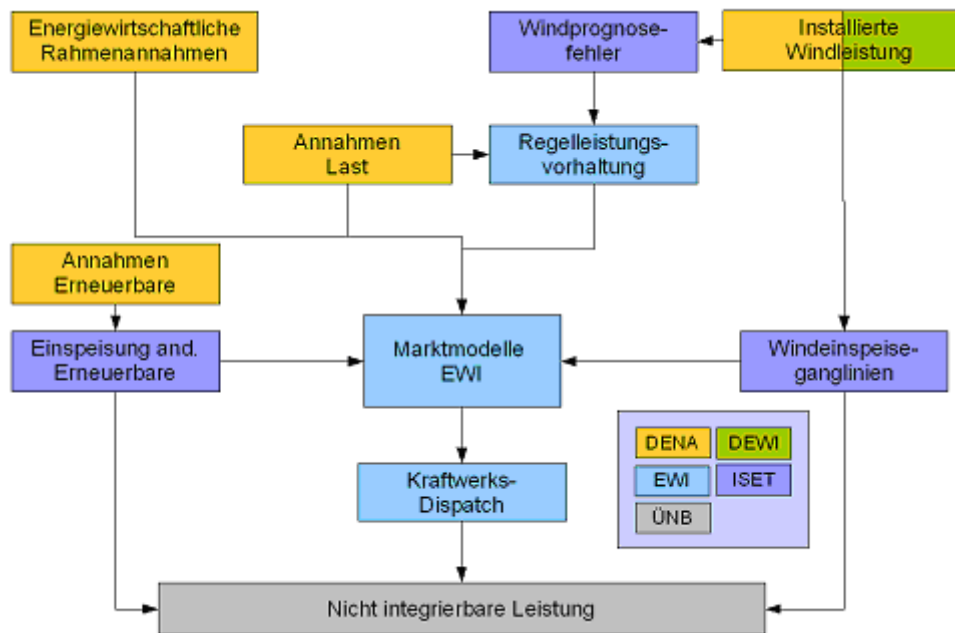 Energiewirtschaftliche
Rahmenannahmen
Windprognose-
fehler
Installierte
Windleistung
Annahmen
Last
Regelleistungs-
vorhaltung
Annahmen
Erneuerbare
Einspeisung and.
Erneuerbare
Marktmodelle
EWI
Windeinspeise-
ganglinien
Kraftwerks-
Dispatch
DENA
DEWI
EWI
ISET
ÜNB
Nicht integrierbare Leistung